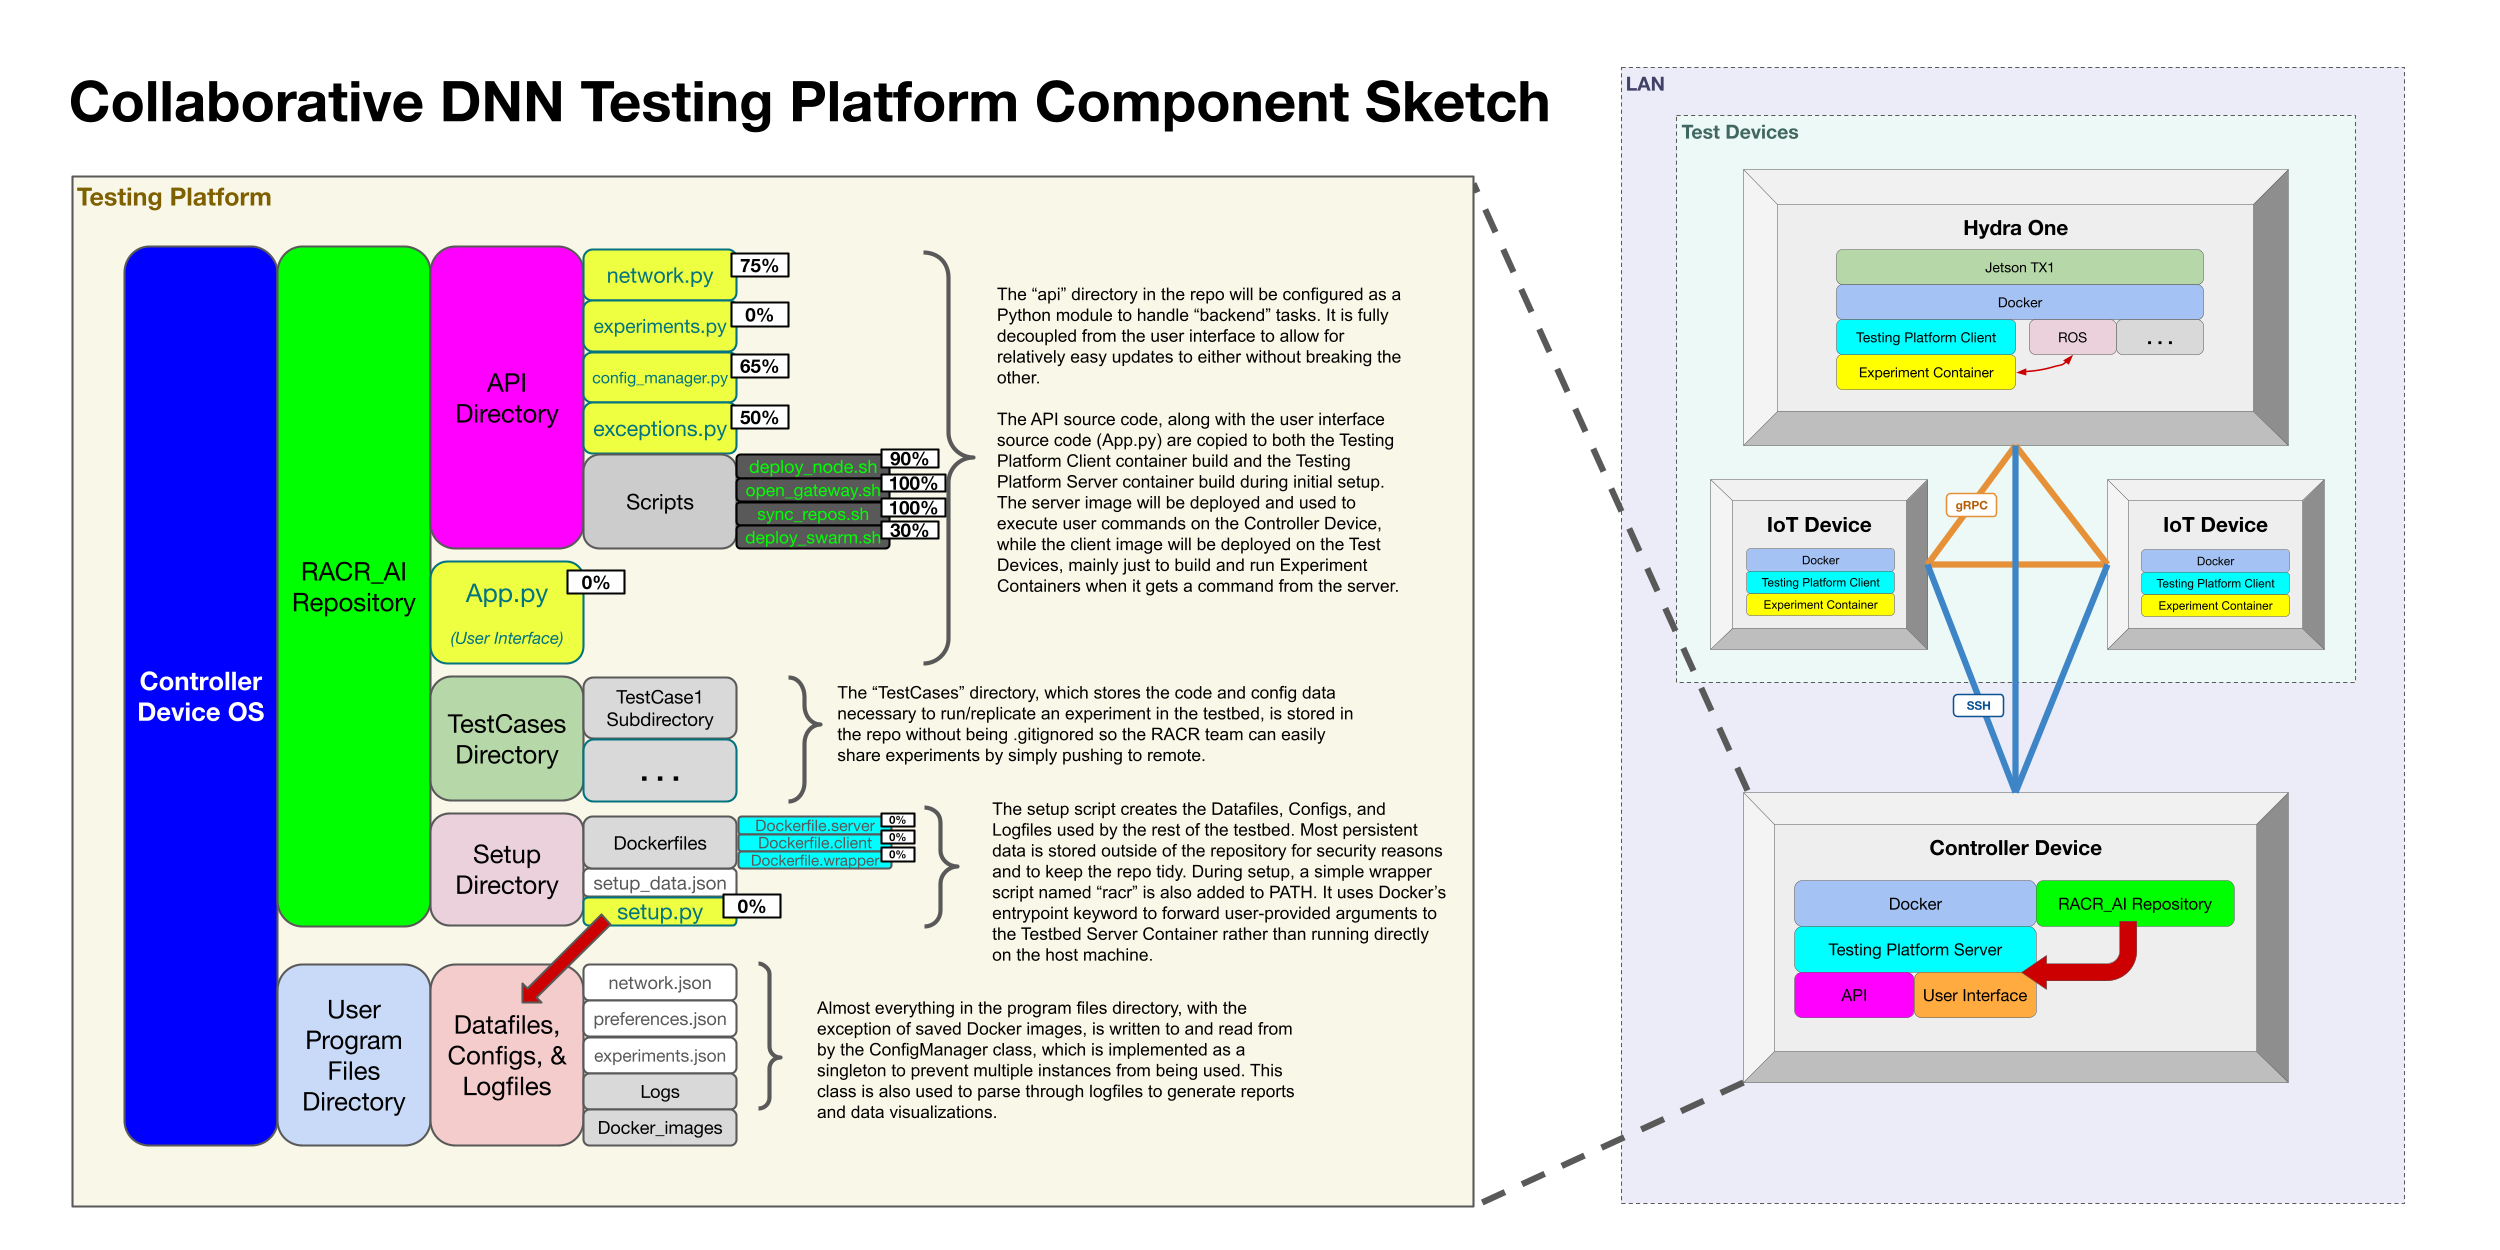 Collaborative DNN Testing Platform Component Sketch
Testing Platform
Controller
Device OS
RACR_AI
Repository
API
Directory
network.py
75%
experiments.py
0%
config_manager.py
65%
exceptions.py
50%
Scripts
deploy_node.sh
90%
open_gateway.sh
100%
sync_repos.sh
100%
deploy_swarm.sh
30%
App.py
(User Interface)
0%
The “api” directory in the repo will be configured as a
Python module to handle “backend” tasks. It is fully
decoupled from the user interface to allow for
relatively easy updates to either without breaking the
other.
The API source code, along with the user interface
source code (App.py) are copied to both the Testing
Platform Client container build and the Testing
Platform Server container build during initial setup.
The server image will be deployed and used to
execute user commands on the Controller Device,
while the client image will be deployed on the Test
Devices, mainly just to build and run Experiment
Containers when it gets a command from the server.
TestCases
Directory
TestCase1
Subdirectory
. . .
The “TestCases” directory, which stores the code and config data
necessary to run/replicate an experiment in the testbed, is stored in
the repo without being .gitignored so the RACR team can easily
share experiments by simply pushing to remote.
Setup
Directory
Dockerfiles
Dockerfile.server
0%
Dockerfile.client
0%
Dockerfile.wrapper
0%
setup_data.json
setup.py
0%
The setup script creates the Datafiles, Configs, and
Logfiles used by the rest of the testbed. Most persistent
data is stored outside of the repository for security reasons
and to keep the repo tidy. During setup, a simple wrapper
script named “racr” is also added to PATH. It uses Docker’s
entrypoint keyword to forward user-provided arguments to
the Testbed Server Container rather than running directly
on the host machine.
User
Program
Files
Directory
Datafiles,
Configs, &
Logfiles
network.json
preferences.json
experiments.json
Logs
Docker_images
Almost everything in the program files directory, with the
exception of saved Docker images, is written to and read from
by the ConfigManager class, which is implemented as a
singleton to prevent multiple instances from being used. This
class is also used to parse through logfiles to generate reports
and data visualizations.
LAN
Test Devices
Hydra One
Jetson TX1
Docker
Testing Platform Client
ROS
. . .
Experiment Container
gRPC
IoT Device
Docker
Testing Platform Client
Experiment Container
IoT Device
Docker
Testing Platform Client
Experiment Container
SSH
Controller Device
Docker
RACR_AI Repository
Testing Platform Server
API
User Interface